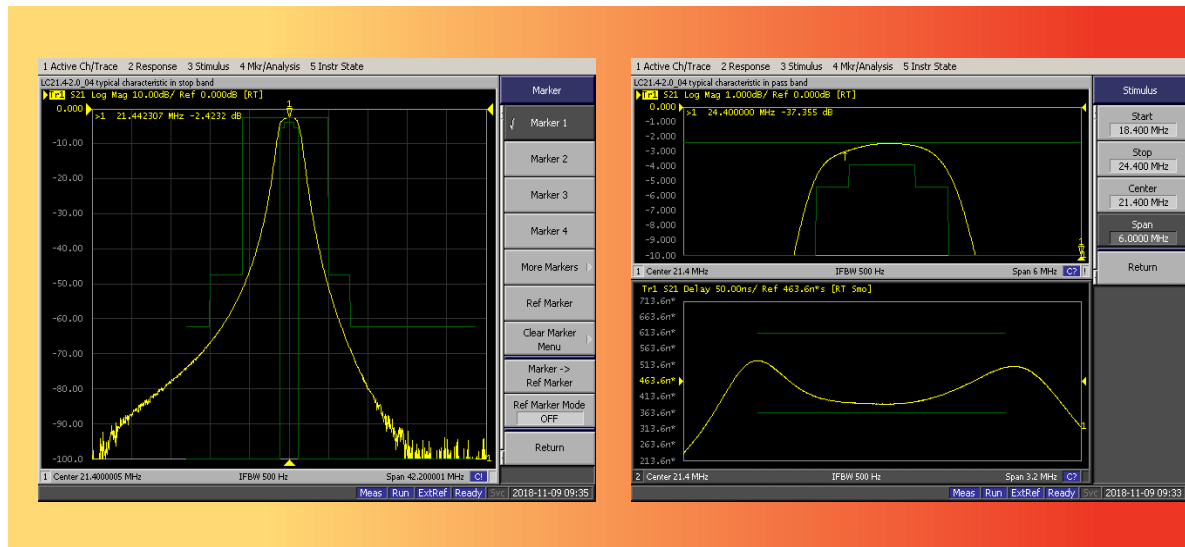 1 Active Ch/Trace 2 Response 3 Stimulus 4 Mkr/Analysis 5 Instr State
LC21.4-2.0_04 typical characteristic in stop band
Tr1 S21 Log Mag 10.00dB/ Ref 0.000dB [RT]
>1 21.442307 MHz -2.4232 dB
1
0.000
-10.00
-20.00
-30.00
-40.00
-50.00
-60.00
-70.00
-80.00
-90.00
-100.0
1
1 Center 21.4000005 MHz IFBW 500 Hz Span 42.200001 MHz C!
Marker
√ Marker 1
Marker 2
Marker 3
Marker 4
More Markers
Ref Marker
Clear Marker
Menu
Marker ->
Ref Marker
Ref Marker Mode
OFF
Return
Meas Run ExtRef Ready Svc 2018-11-09 09:35
1 Active Ch/Trace 2 Response 3 Stimulus 4 Mkr/Analysis 5 Instr State
LC21.4-2.0_04 typical characteristic in pass band
Tr1 S21 Log Mag 1.000dB/ Ref 0.000dB [RT]
>1 24.400000 MHz -37.355 dB
0.000
-1.000
-2.000
-3.000
-4.000
-5.000
-6.000
-7.000
-8.000
-9.000
-10.00
1 Center 21.4 MHz IFBW 500 Hz Span 6 MHz C? !
Tr1 S21 Delay 50.00ns/ Ref 463.6n*s [RT Smo]
713.6n*
663.6n*
613.6n*
563.6n*
513.6n*
463.6n*
413.6n*
363.6n*
313.6n*
263.6n*
213.6n*
1
2 Center 21.4 MHz IFBW 500 Hz Span 3.2 MHz C?
Stimulus
Start
18.400 MHz
Stop
24.400 MHz
Center
21.400 MHz
Span
6.0000 MHz
Return
Meas Run ExtRef Ready Svc 2018-11-09 09:33